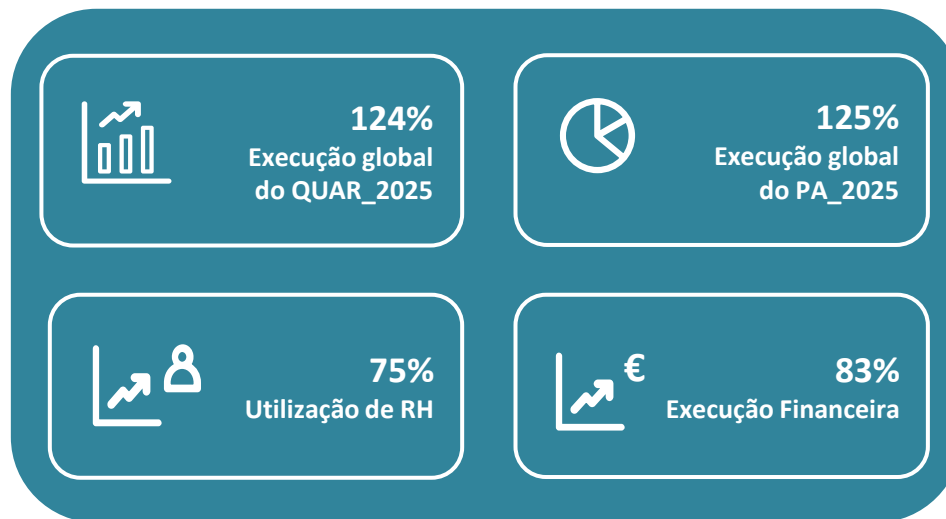 124%
Execução global
do QUAR_2025
125%
Execução global
do PA_2025
75%
Utilização de RH
€
83%
Execução Financeira